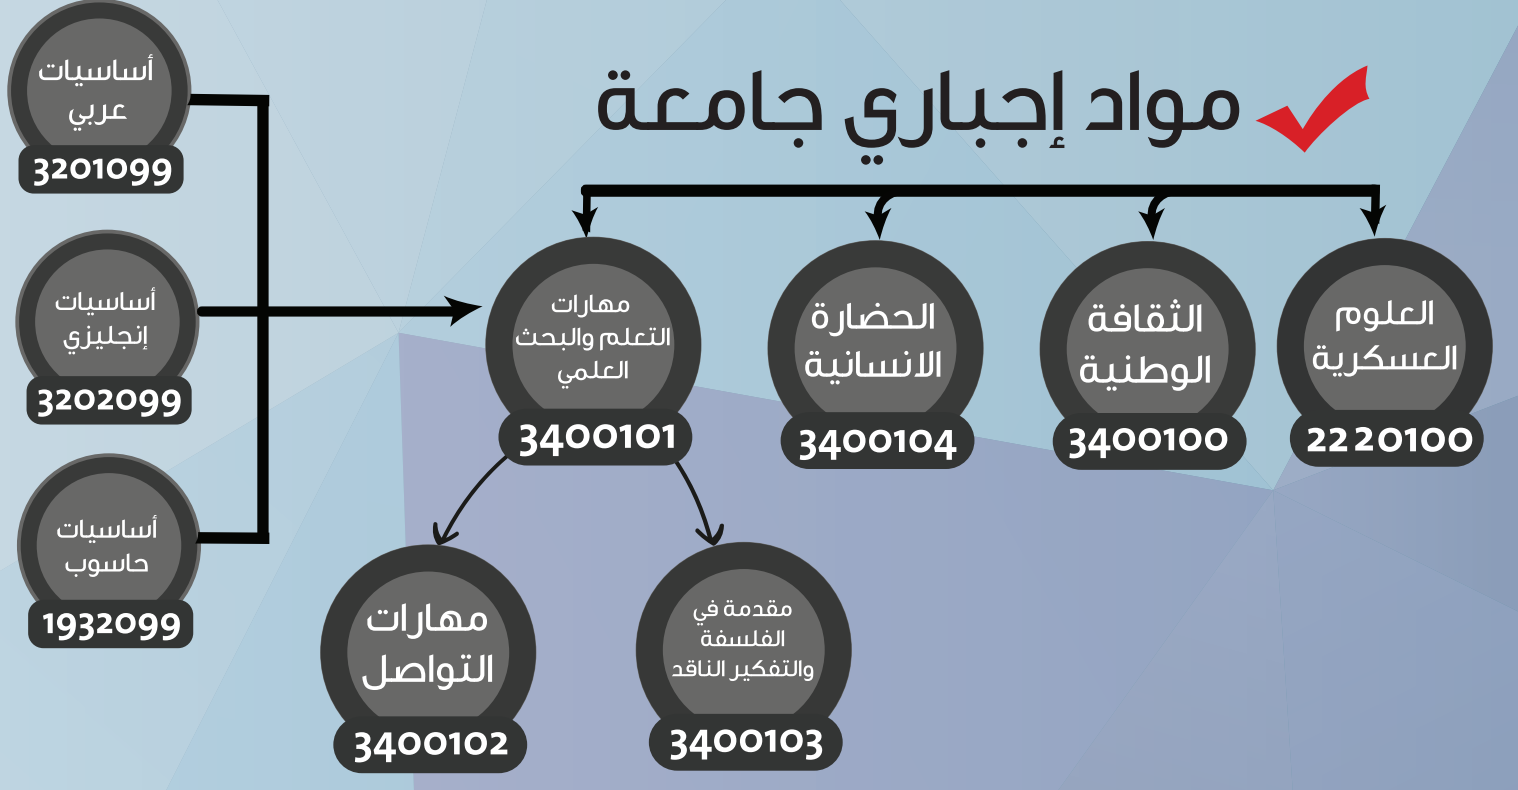 مواد إجباري جامعة
العلوم
العسكرية
2220100
الثقافة
الوطنية
3400100
الحضارة
الانسانية
3400104
مهارات
التعلم والبحث
العلمي
3400101
أساسيات
عربي
3201099
أساسيات
إنجليزي
3202099
أساسيات
حاسوب
1932099
مقدمة في
الفلسفة
والتفكير الناقد
3400103
مهارات
التواصل
3400102